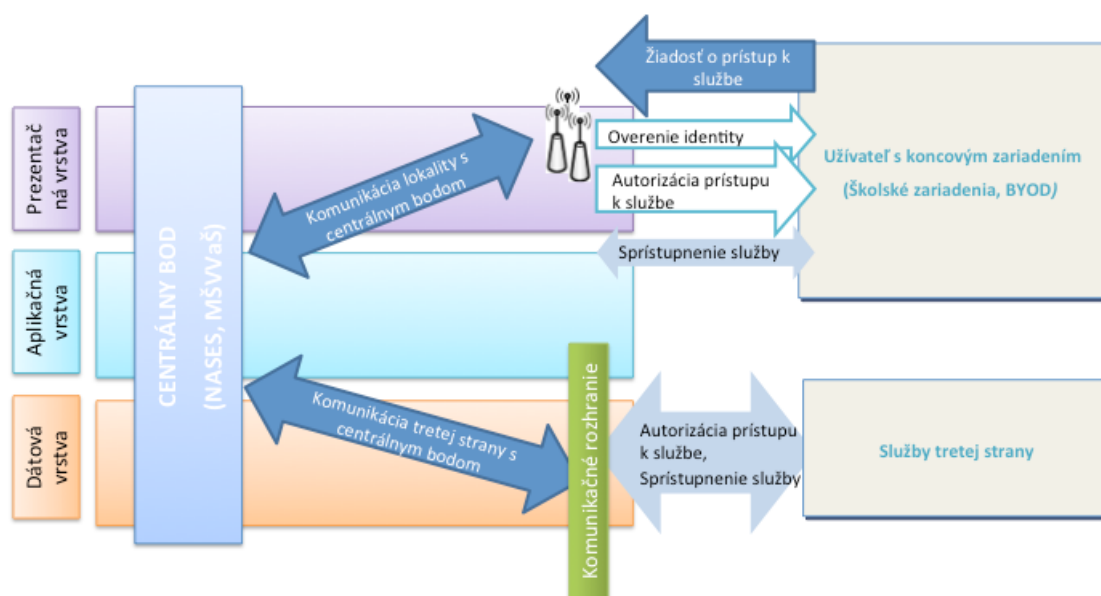 Žiadosť o prístup k
službe
Prezentač
ná vrstva
Overenie identity
Autorizácia prístupu
k službe
Užívateľ s koncovým zariadením
(Školské zariadenia, BYOD)
Komunikácia lokality s
centrálnym bodom
Sprístupnenie služby
CENTRÁLNY BOD
(NASES, MŠVVaŠ)
Aplikačná
vrstva
Komunikácia tretej strany s
centrálnym bodom
Komunikačné rozhranie
Dátová
vrstva
Autorizácia prístupu
k službe,
Sprístupnenie služby
Služby tretej strany